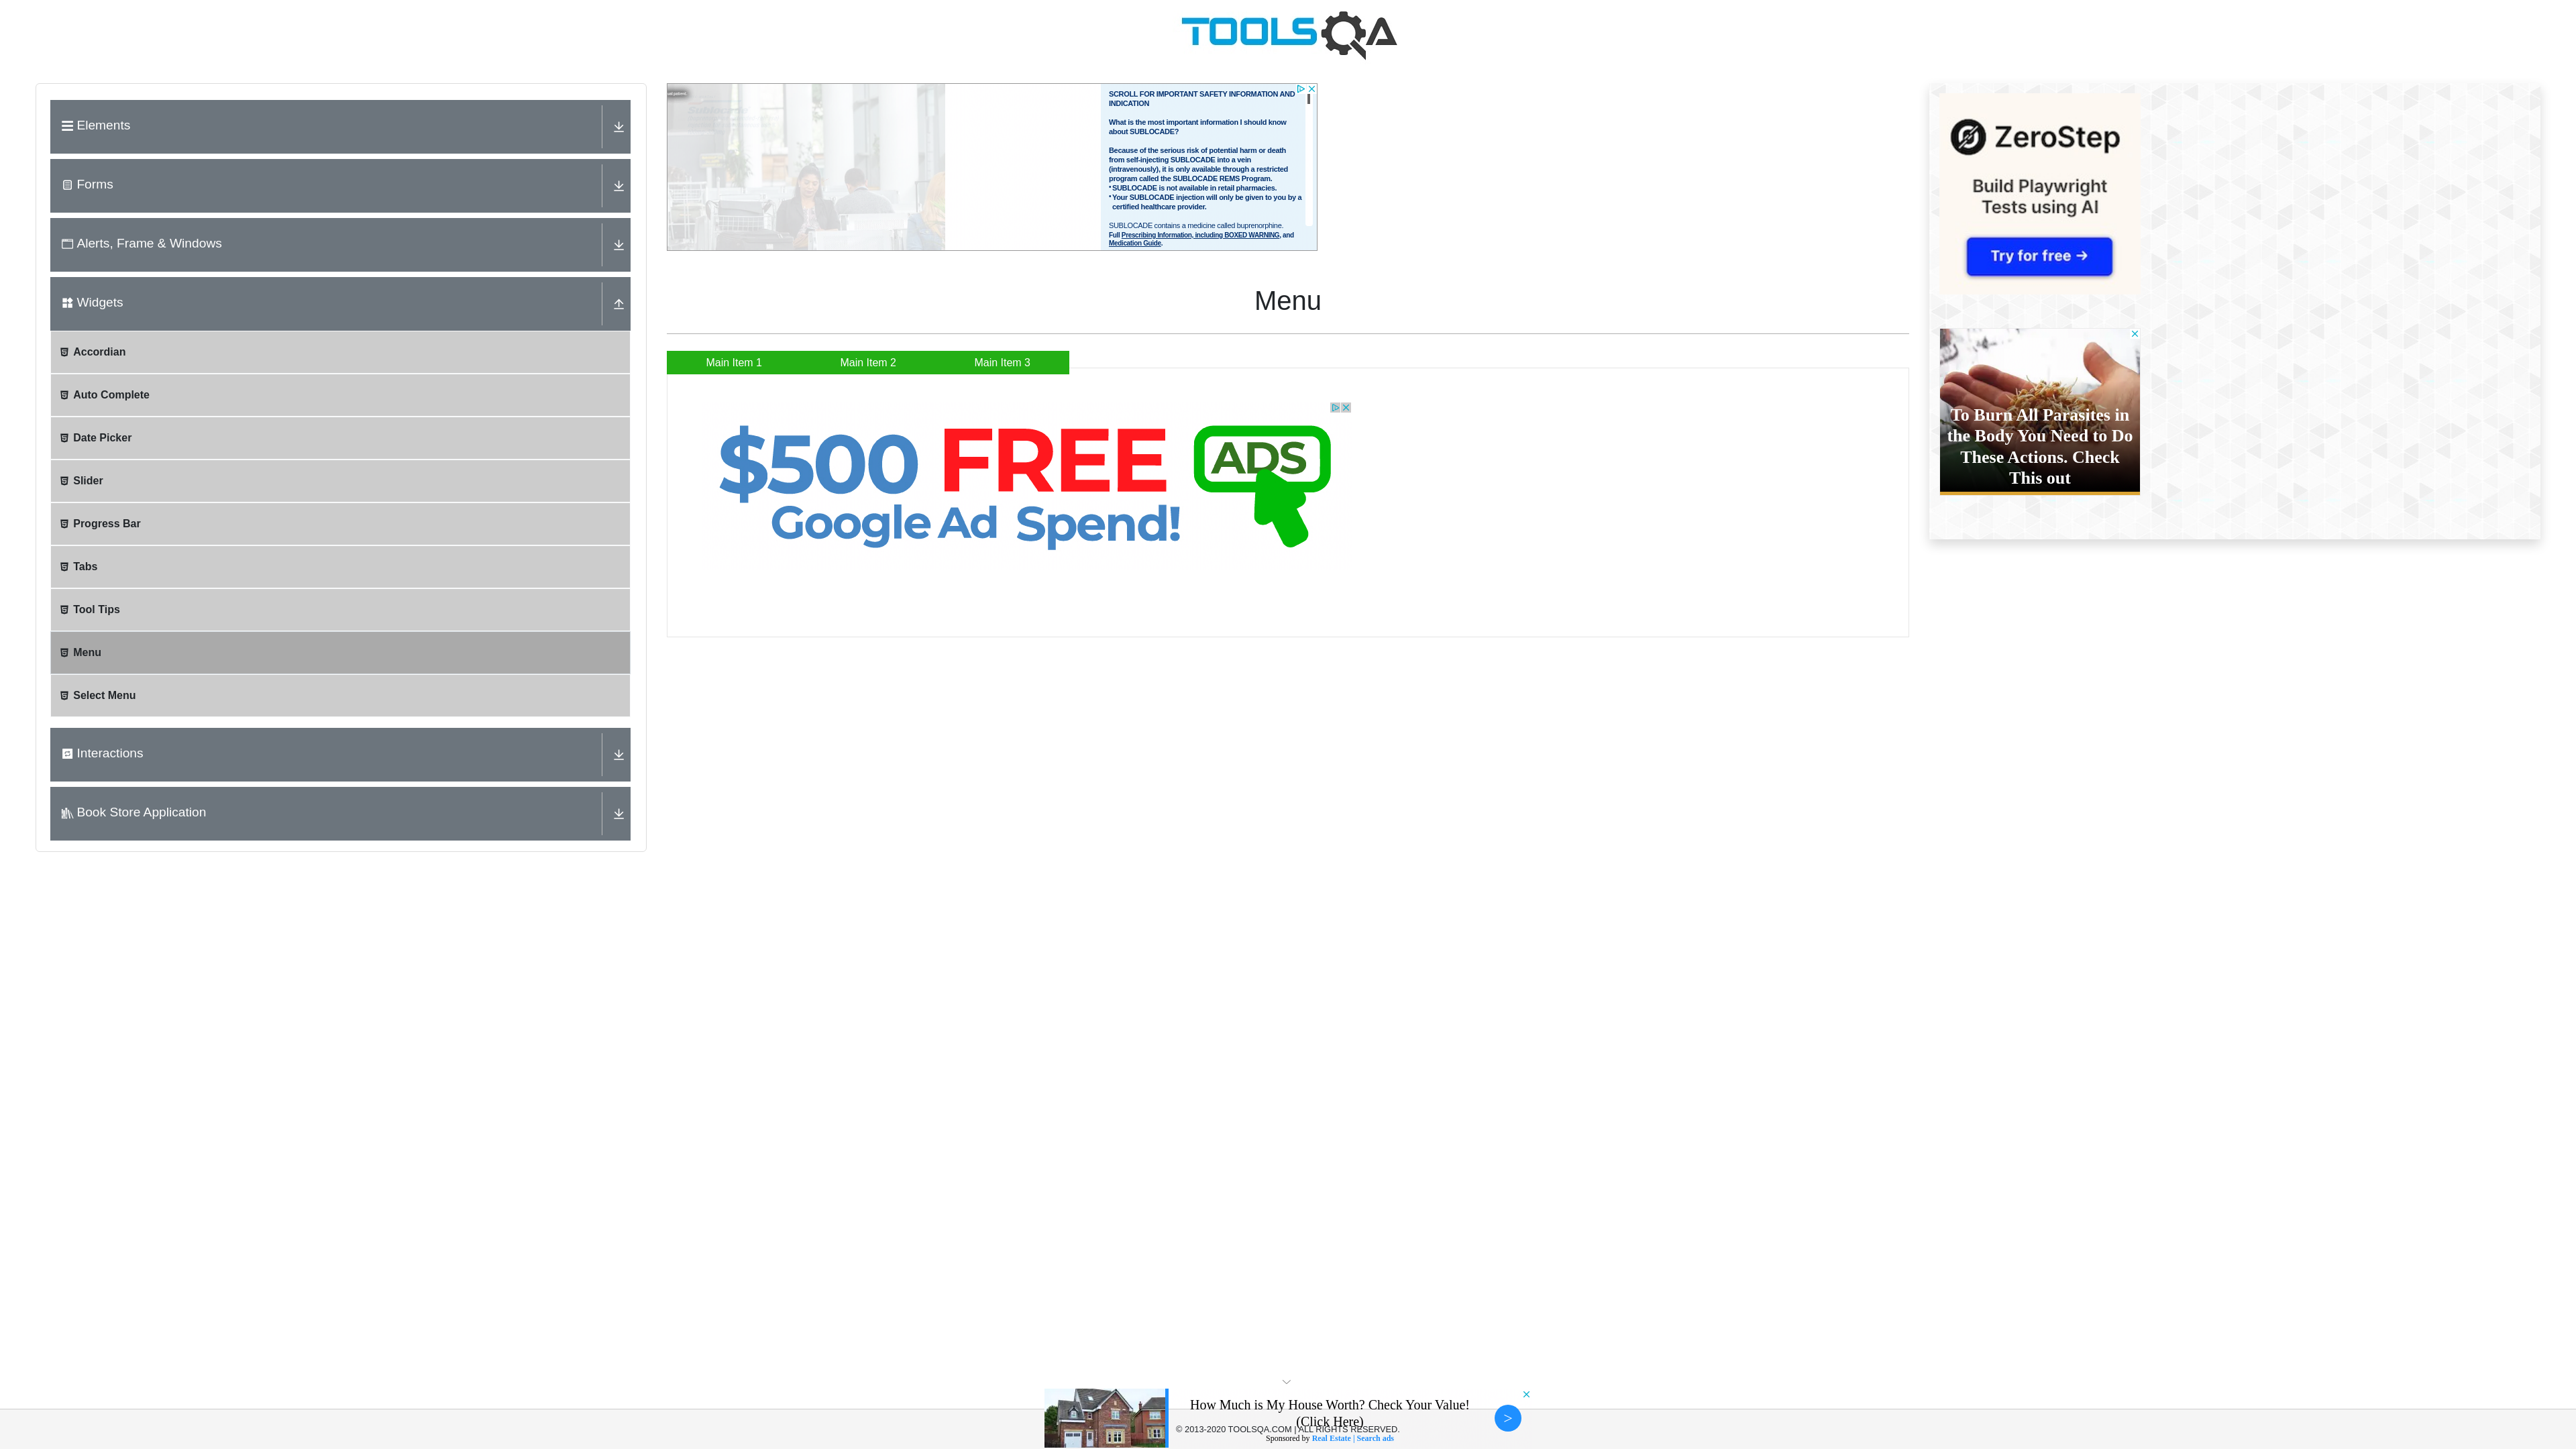 TOOLSQA
Elements
Forms
Alerts, Frame & Windows
Widgets
Accordian
Auto Complete
Date Picker
Slider
Progress Bar
Tabs
Tool Tips
Menu
Select Menu
Interactions
Book Store Application
SCROLL FOR IMPORTANT SAFETY INFORMATION AND
INDICATION
What is the most important information I should know
about SUBLOCADE?
Because of the serious risk of potential harm or death
from self-injecting SUBLOCADE into a vein
(intravenously), it is only available through a restricted
program called the SUBLOCADE REMS Program.
• SUBLOCADE is not available in retail pharmacies.
• Your SUBLOCADE injection will only be given to you by a
certified healthcare provider.
SUBLOCADE contains a medicine called buprenorphine.
Full Prescribing Information, including BOXED WARNING, and
Medication Guide.
Menu
Main Item 1 Main Item 2 Main Item 3
$500 FREE ADS
Google Ad Spend!
ZeroStep
Build Playwright
Tests using AI
Try for free →
To Burn All Parasites in
the Body You Need to Do
These Actions. Check
This out
How Much is My House Worth? Check Your Value!
(Click Here)
>
© 2013-2020 TOOLSQA.COM | ALL RIGHTS RESERVED.
Sponsored by Real Estate | Search ads